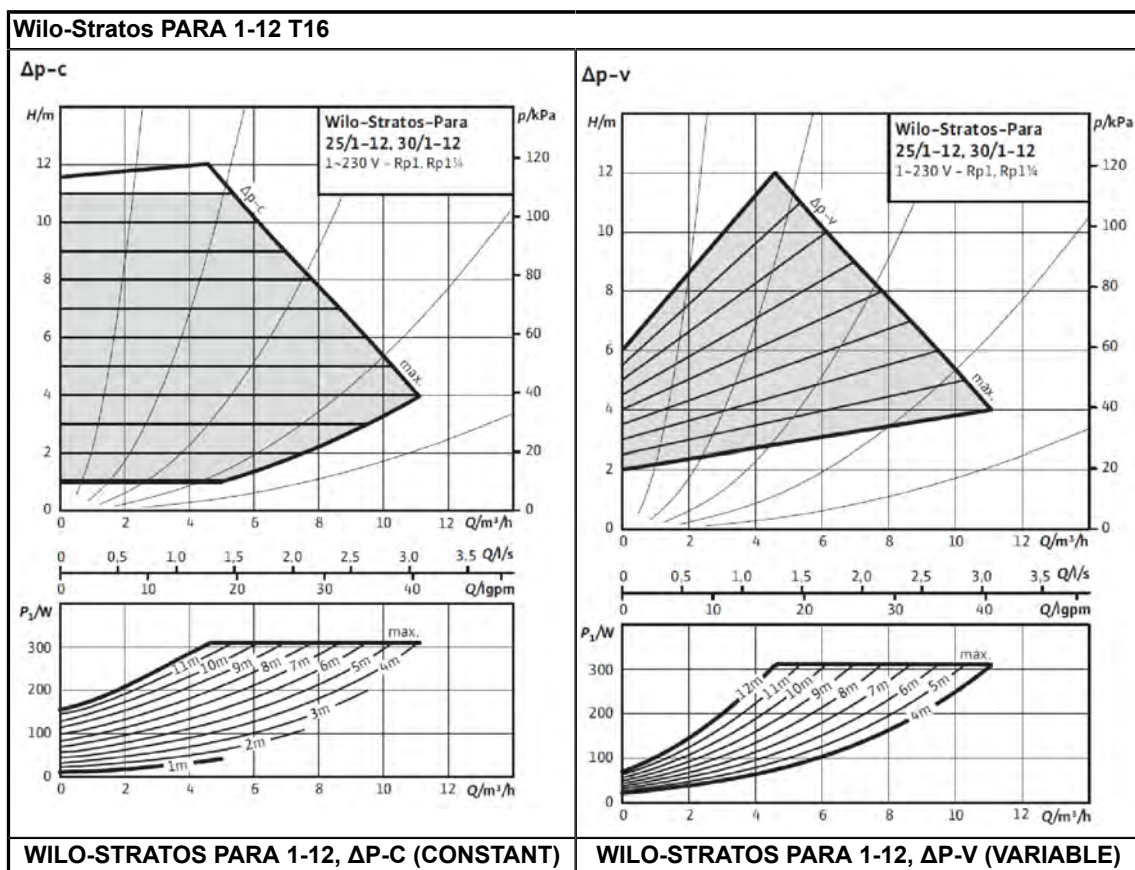 Wilo-Stratos PARA 1-12 T16
Δp-c
H/m
p/kPa
Wilo-Stratos-Para
25/1-12, 30/1-12
1~230 V - Rp1, Rp1¼
12
10
8
6
4
2
0
120
100
80
60
40
20
0
Δp-c
max.
0 2 4 6 8 10 12 Q/m³/h
0 0,5 1,0 1,5 2,0 2,5 3,0 3,5 Q/l/s
0 10 20 30 40 Q/Igpm
P₁/W
300
200
100
0
max.
11m 10m 9m 8m 7m 6m 5m 4m
3m
2m
1m
0 2 4 6 8 10 12 Q/m³/h
WILO-STRATOS PARA 1-12, ΔP-C (CONSTANT)
Δp-v
H/m
p/kPa
Wilo-Stratos-Para
25/1-12, 30/1-12
1~230 V - Rp1, Rp1¼
12
10
8
6
4
2
0
120
100
80
60
40
20
0
Δp-v
max.
0 2 4 6 8 10 12 Q/m³/h
0 0,5 1,0 1,5 2,0 2,5 3,0 3,5 Q/l/s
0 10 20 30 40 Q/Igpm
P₁/W
300
200
100
0
max.
12m 11m 10m 9m 8m 7m 6m 5m
4m
0 2 4 6 8 10 12 Q/m³/h
WILO-STRATOS PARA 1-12, ΔP-V (VARIABLE)